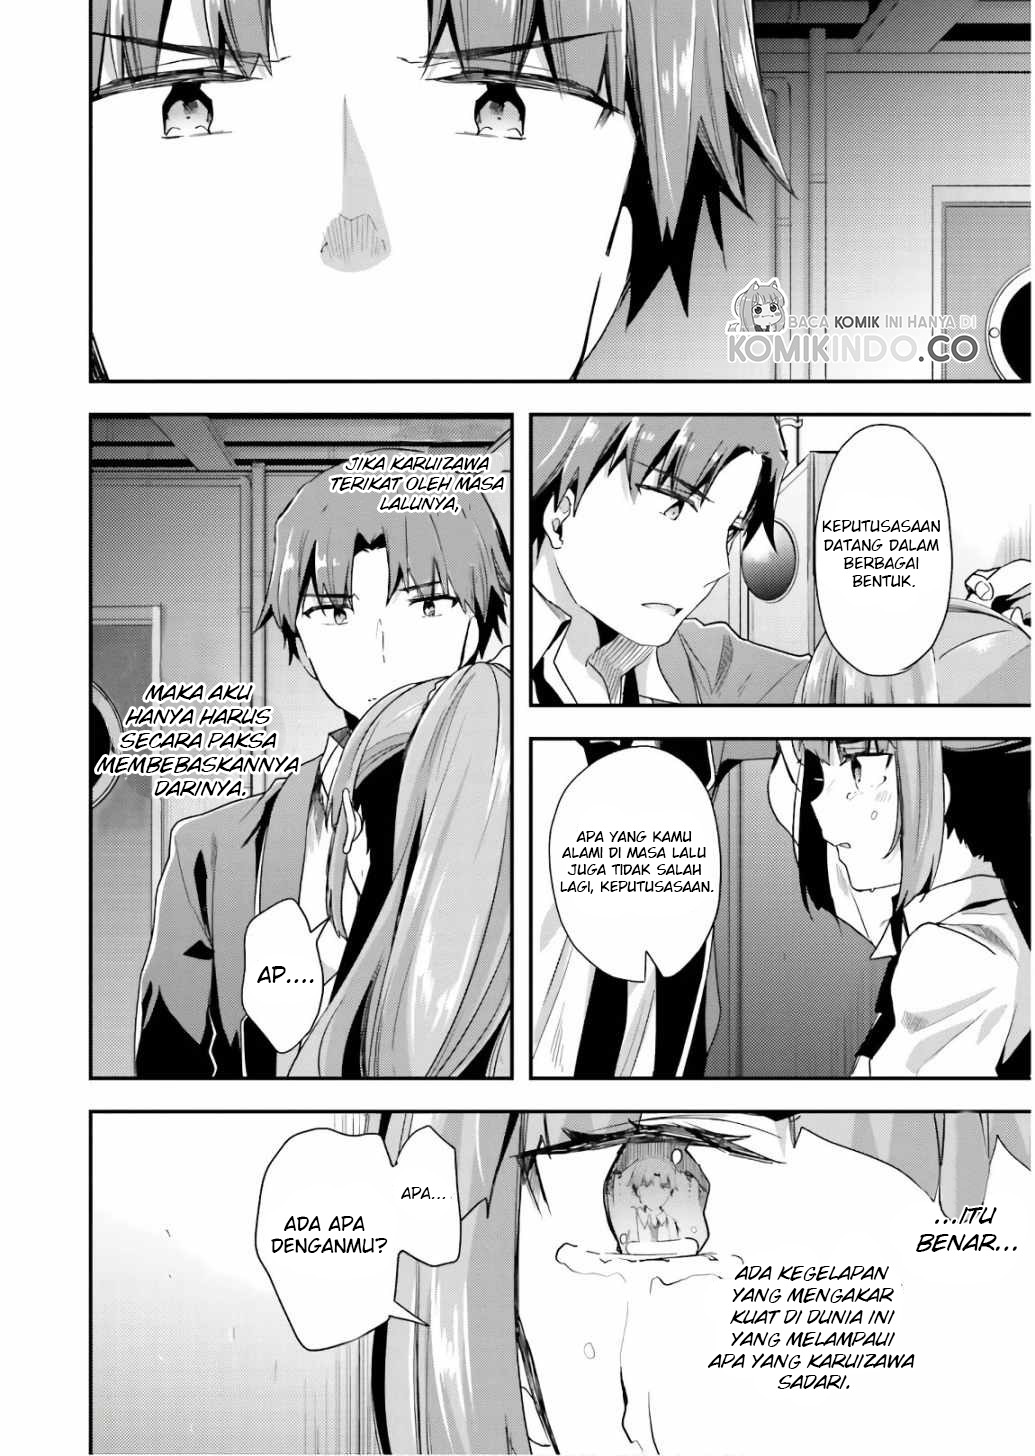 BACA KOMIK INI HANYA DI
KOMIKINDO.CO
KEPUTUSASAAN
DATANG DALAM
BERBAGAI
BENTUK.
APA YANG KAMU
ALAMI DI MASA LALU
JUGA TIDAK SALAH
LAGI, KEPUTUSASAAN.
JIKA KARUIZAWA
TERIKAT OLEH MASA
LALUNYA,
MAKA AKU
HANYA HARUS
SECARA PAKSA
MEMBEBASKANNYA
DARINYA.
AP....
...ITU
BENAR...
ADA KEGELAPAN
YANG MENGAKAR
KUAT DI DUNIA INI
YANG MELAMPAUI
APA YANG KARUIZAWA
SADARI.
APA...
ADA APA
DENGANMU?